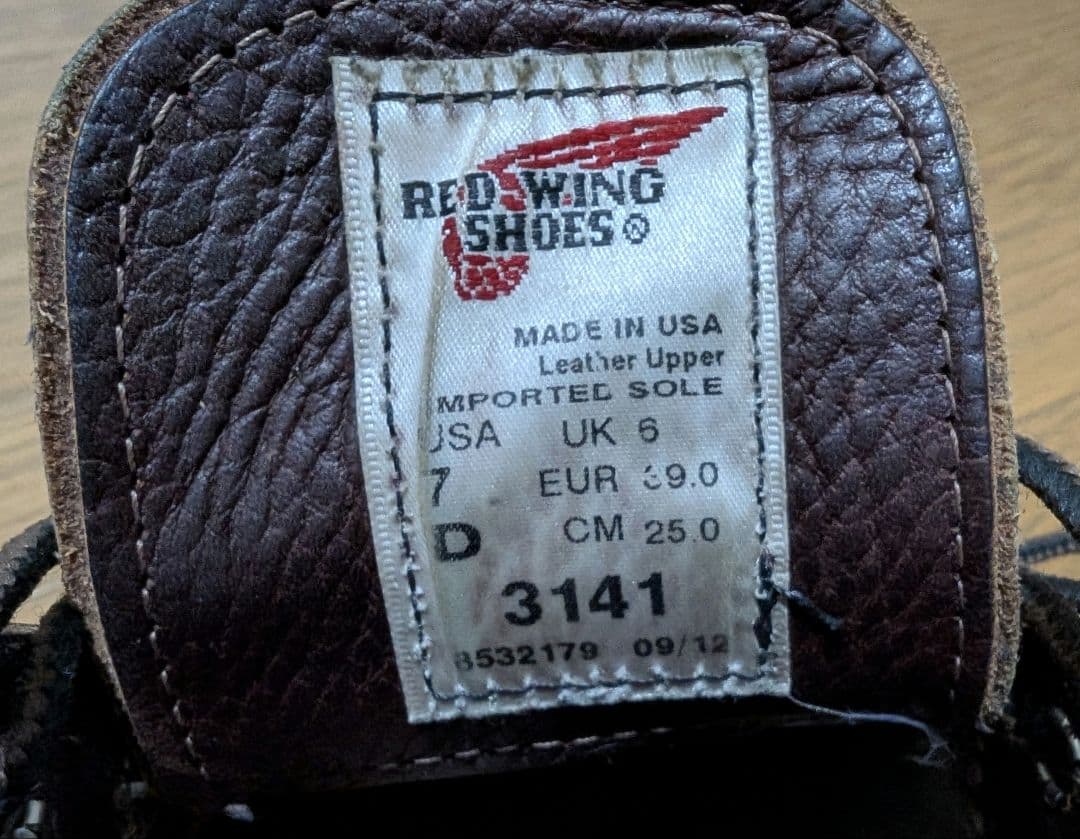 RED WING
SHOES®
MADE IN USA
Leather Upper
IMPORTED SOLE
USA UK 6
7 EUR 39.0
D CM 25.0
3141
8532179 09/12